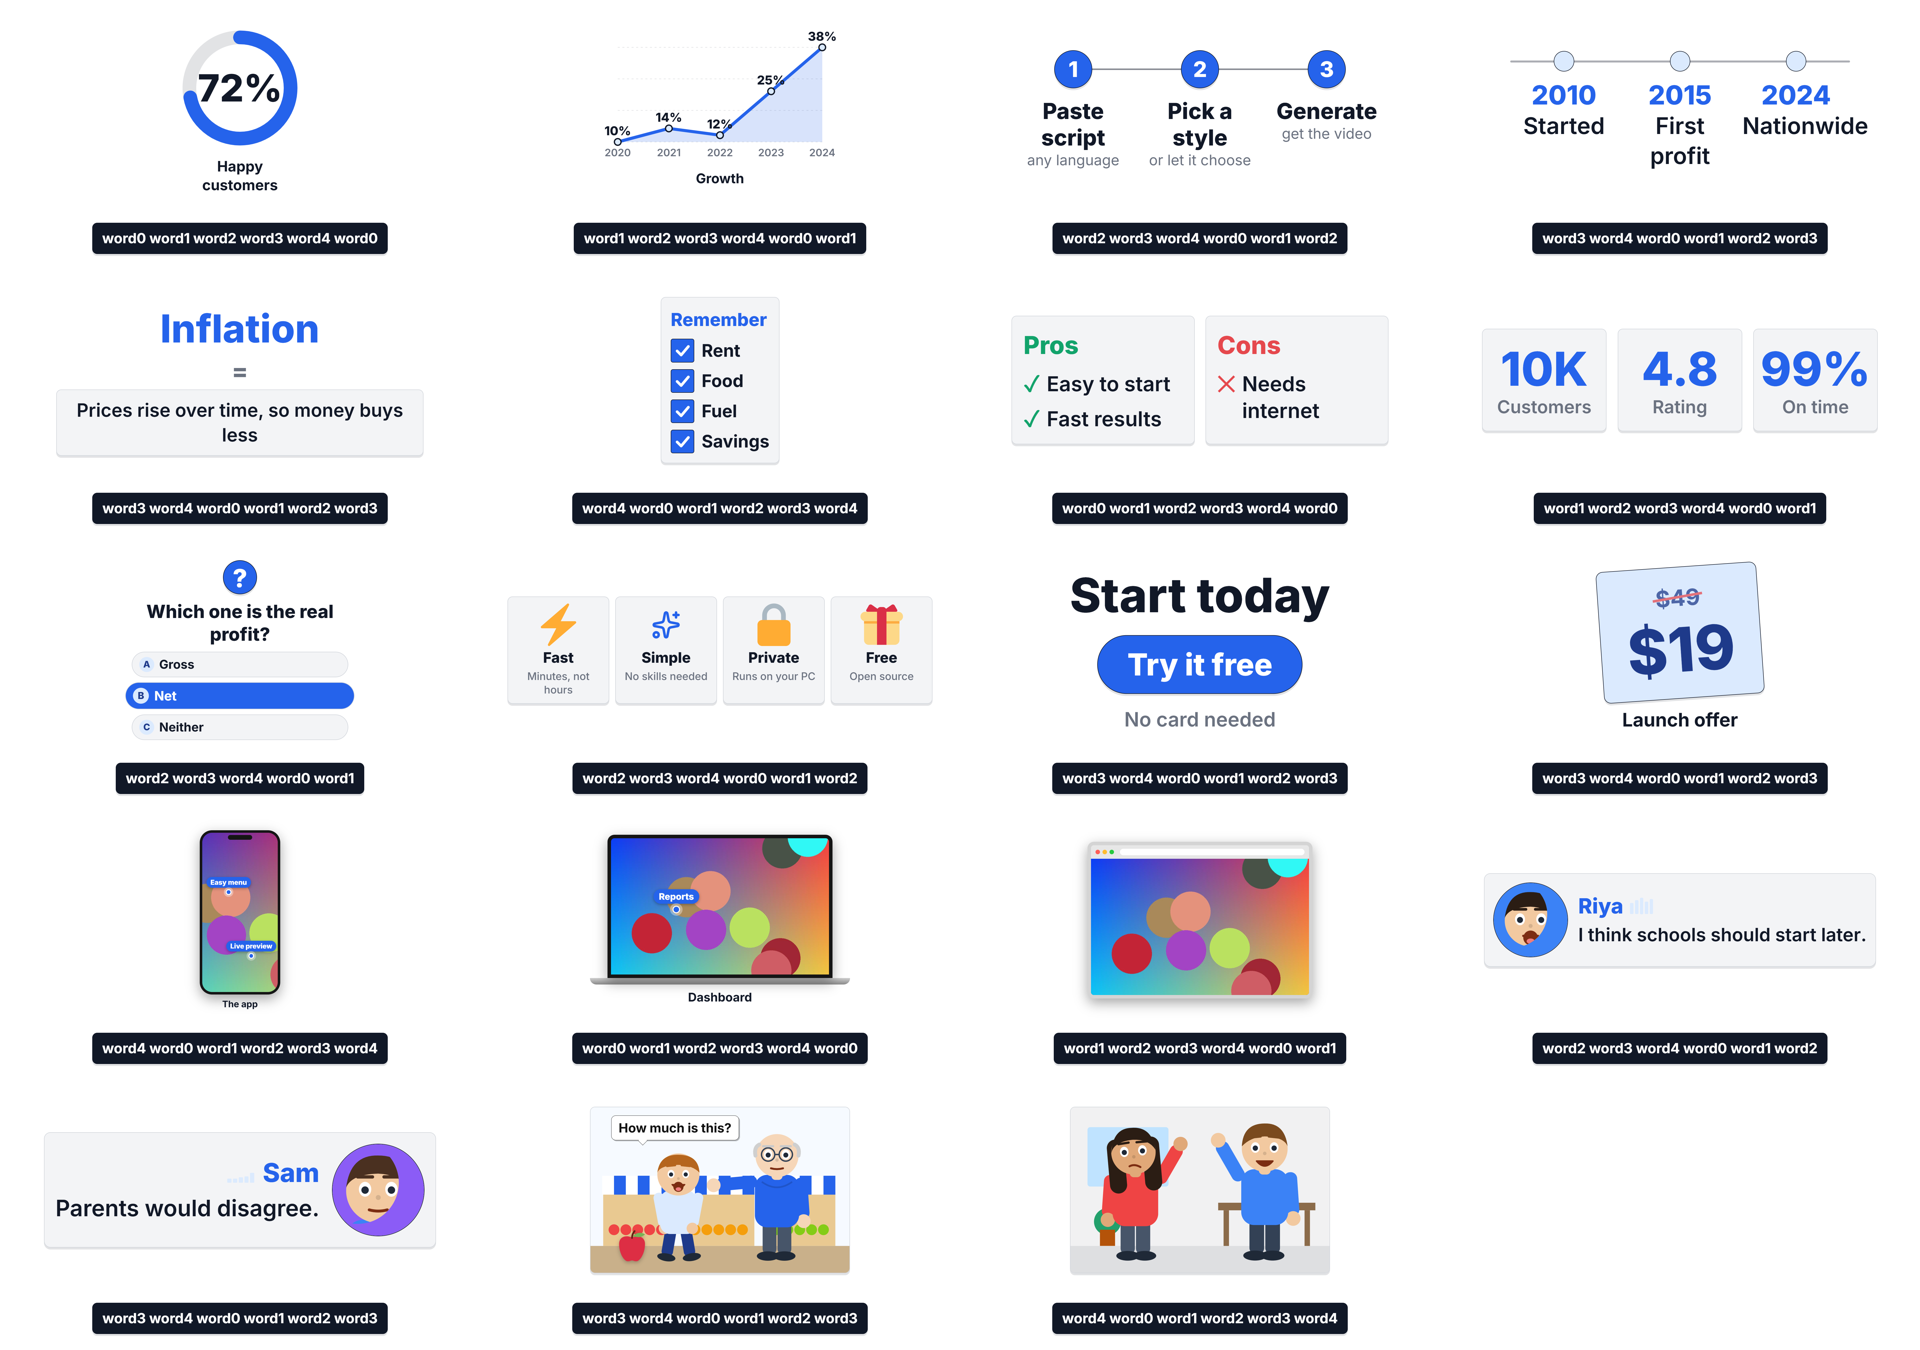 72%
Happy
customers
word0 word1 word2 word3 word4 word0
38%
25%
14%
12%
10%
2020 2021 2022 2023 2024
Growth
word1 word2 word3 word4 word0 word1
1 2 3
Paste script
any language
Pick a style
or let it choose
Generate
get the video
word2 word3 word4 word0 word1 word2
2010
Started
2015
First
profit
2024
Nationwide
word3 word4 word0 word1 word2 word3
Inflation
=
Prices rise over time, so money buys
less
word3 word4 word0 word1 word2 word3
Remember
Rent
Food
Fuel
Savings
word4 word0 word1 word2 word3 word4
Pros
Easy to start
Fast results
Cons
Needs
internet
word0 word1 word2 word3 word4 word0
10K
Customers
4.8
Rating
99%
On time
word1 word2 word3 word4 word0 word1
?
Which one is the real
profit?
A Gross
B Net
C Neither
word2 word3 word4 word0 word1
Fast
Minutes, not
hours
Simple
No skills needed
Private
Runs on your PC
Free
Open source
word2 word3 word4 word0 word1 word2
Start today
Try it free
No card needed
word3 word4 word0 word1 word2 word3
$49
$19
Launch offer
word3 word4 word0 word1 word2 word3
Easy menu
Live preview
The app
word4 word0 word1 word2 word3 word4
Reports
Dashboard
word0 word1 word2 word3 word4 word0
word1 word2 word3 word4 word0 word1
Riya
I think schools should start later.
word2 word3 word4 word0 word1 word2
Sam
Parents would disagree.
word3 word4 word0 word1 word2 word3
How much is this?
word3 word4 word0 word1 word2 word3
word4 word0 word1 word2 word3 word4